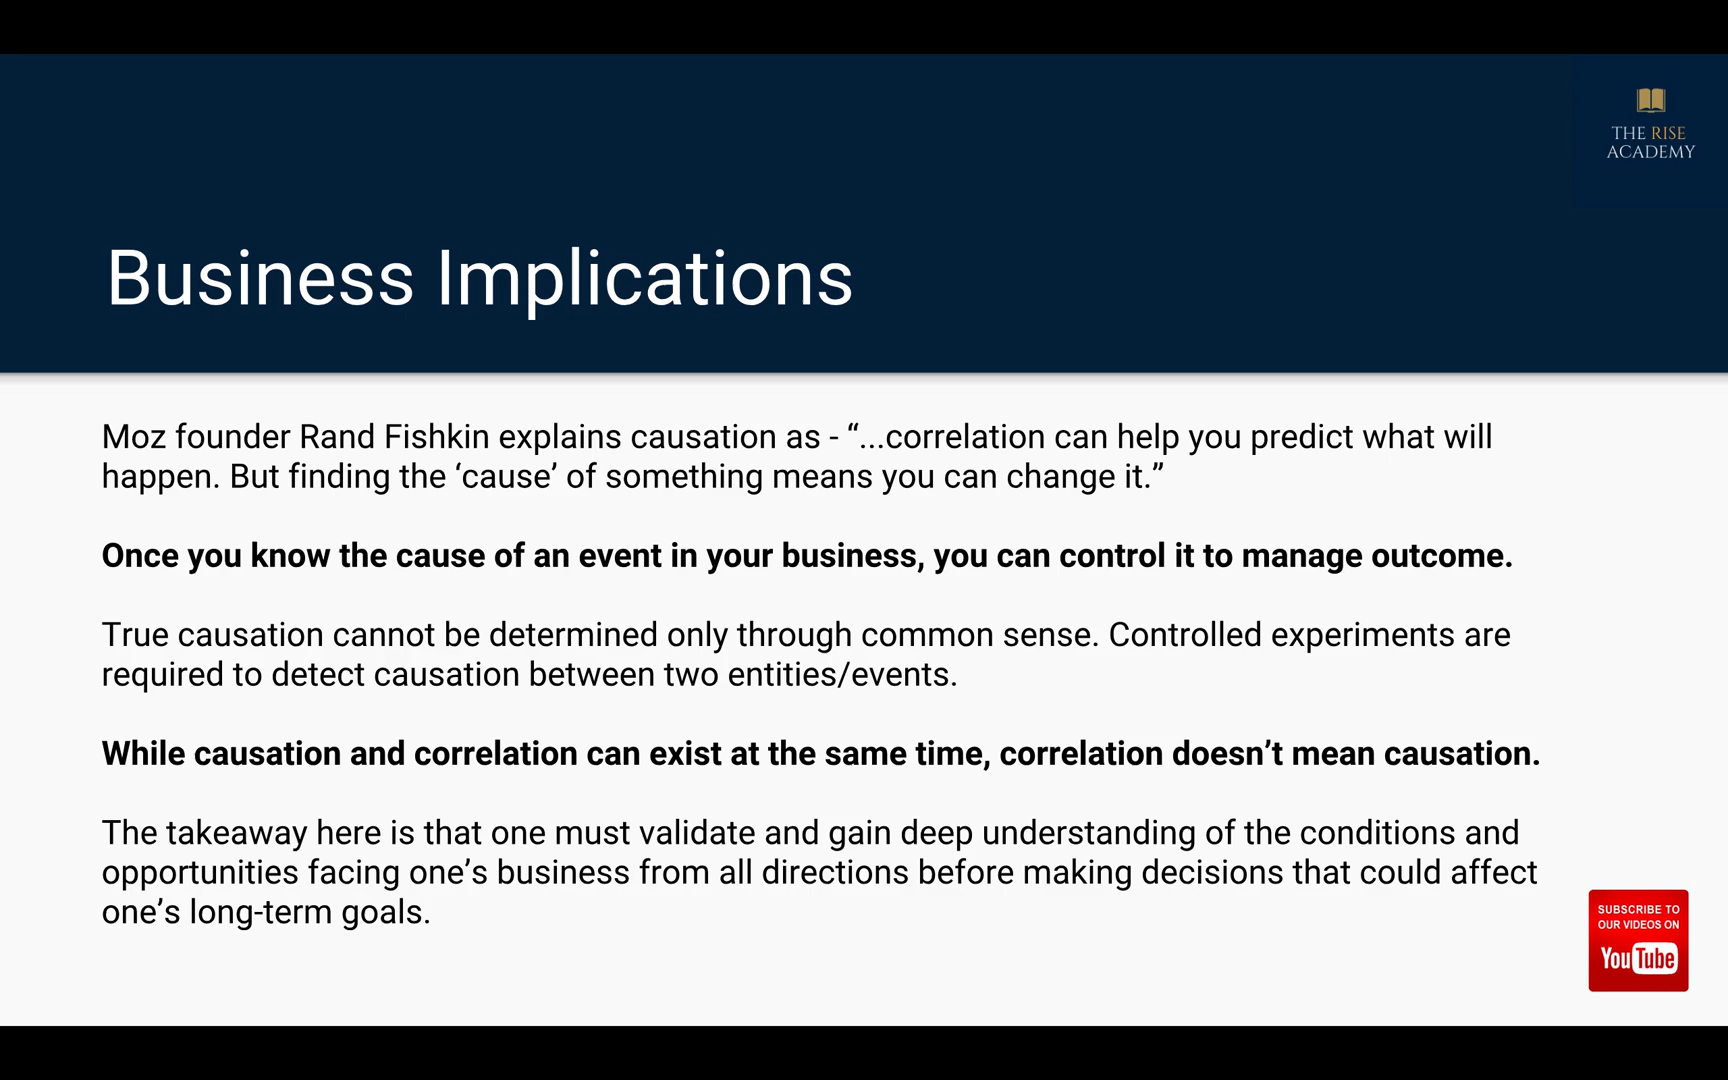 THE RISE
ACADEMY
Business Implications
Moz founder Rand Fishkin explains causation as - “...correlation can help you predict what will
happen. But finding the ‘cause’ of something means you can change it.”
Once you know the cause of an event in your business, you can control it to manage outcome.
True causation cannot be determined only through common sense. Controlled experiments are
required to detect causation between two entities/events.
While causation and correlation can exist at the same time, correlation doesn’t mean causation.
The takeaway here is that one must validate and gain deep understanding of the conditions and
opportunities facing one’s business from all directions before making decisions that could affect
one’s long-term goals.
SUBSCRIBE TO
OUR VIDEOS ON
YouTube